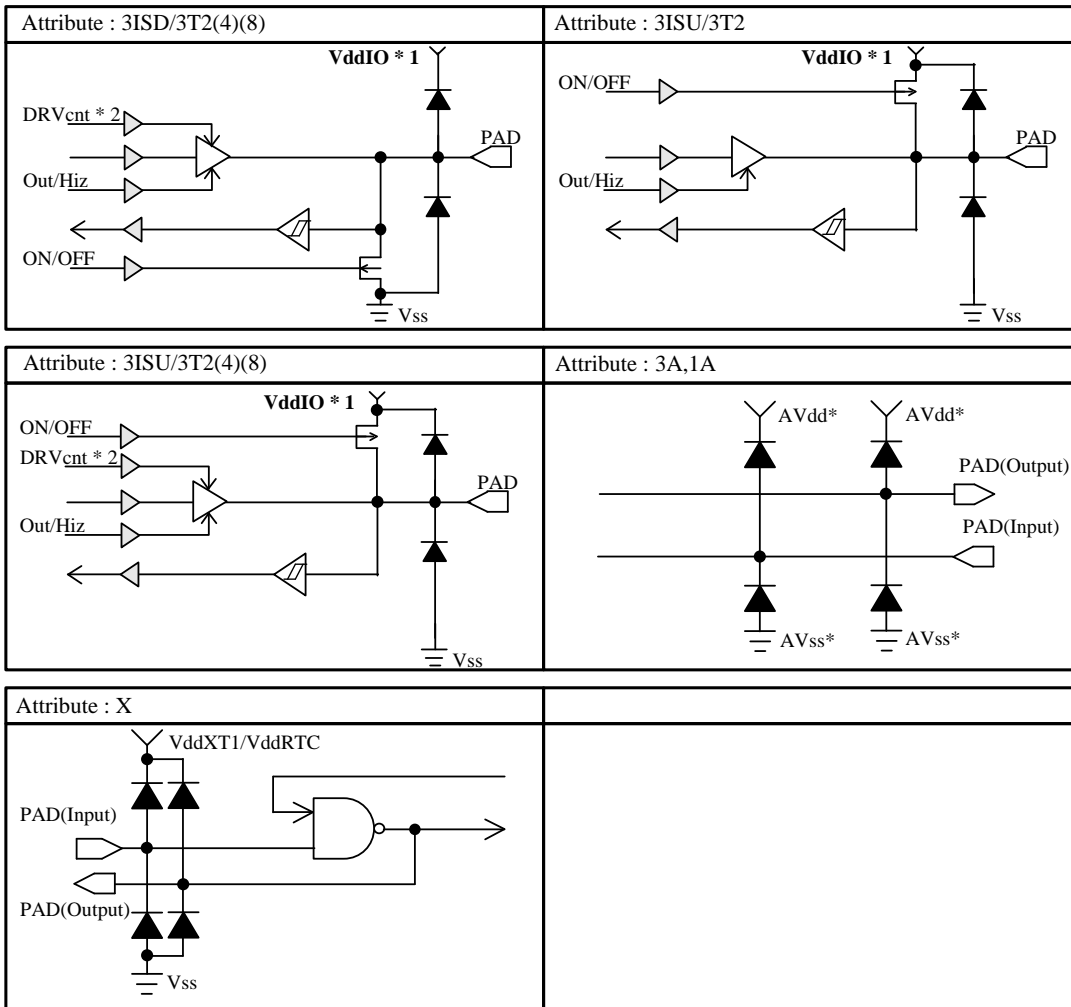 Attribute : 3ISD/3T2(4)(8)
VddIO * 1
DRVcnt * 2
PAD
Out/Hiz
ON/OFF
Vss
Attribute : 3ISU/3T2
VddIO * 1
ON/OFF
PAD
Out/Hiz
Vss
Attribute : 3ISU/3T2(4)(8)
VddIO * 1
ON/OFF
DRVcnt * 2
PAD
Out/Hiz
Vss
Attribute : 3A,1A
AVdd*
AVdd*
PAD(Output)
PAD(Input)
AVss*
AVss*
Attribute : X
VddXT1/VddRTC
PAD(Input)
PAD(Output)
Vss